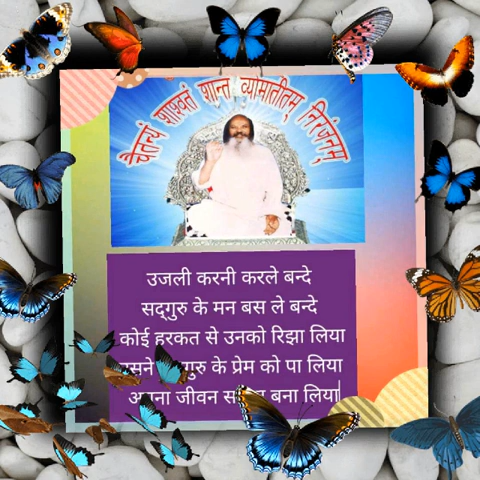 चैतन्यं शाश्वतं शान्तं व्यामातीतम् निरंजनम्
उजली करनी करले बन्दे
सद्गुरु के मन बस ले बन्दे
कोई हरकत से उनको रिझा लिया
गुरु के प्रेम को पा लिया
जीवन बना लिया